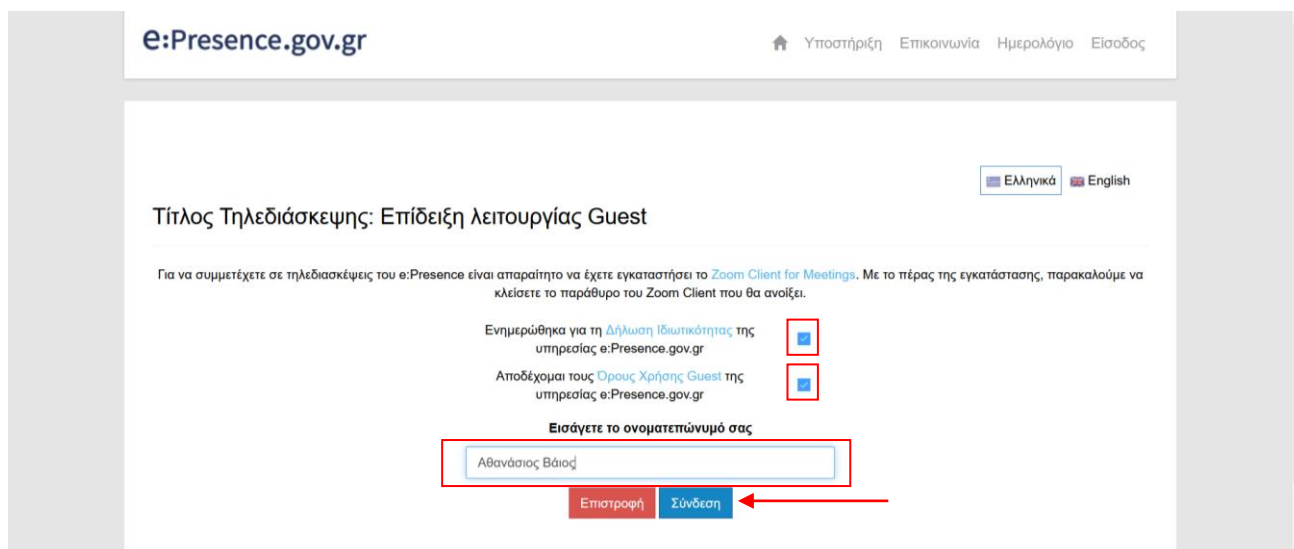 e:Presence.gov.gr
Υποστήριξη Επικοινωνία Ημερολόγιο Είσοδος
Ελληνικά English
Τίτλος Τηλεδιάσκεψης: Επίδειξη λειτουργίας Guest
Για να συμμετέχετε σε τηλεδιασκέψεις του e:Presence είναι απαραίτητο να έχετε εγκαταστήσει το Zoom Client for Meetings. Με το πέρας της εγκατάστασης, παρακαλούμε να
κλείσετε το παράθυρο του Zoom Client που θα ανοίξει.
Ενημερώθηκα για τη Δήλωση Ιδιωτικότητας της
υπηρεσίας e:Presence.gov.gr
Αποδέχομαι τους Όρους Χρήσης Guest της
υπηρεσίας e:Presence.gov.gr
Εισάγετε το ονοματεπώνυμό σας
Αθανάσιος Βάιος
Επιστροφή Σύνδεση